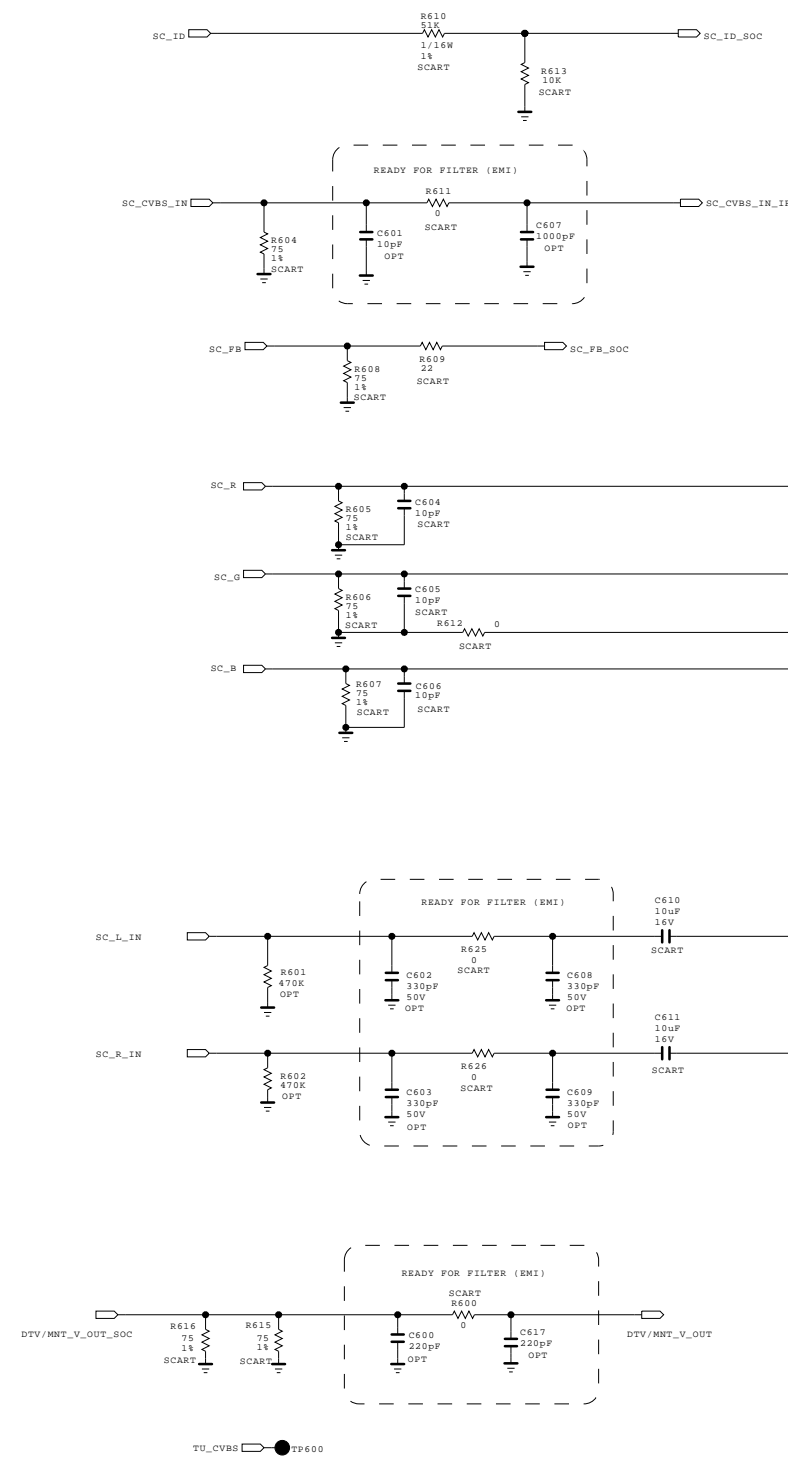 R610
51K
SC_ID
SC_ID_SOC
1/16W
1%
SCART
R613
10K
SCART
READY FOR FILTER (EMI)
R611
SC_CVBS_IN
0
SCART
R604
75
1%
SCART
C601
10pF
OPT
C607
1000pF
OPT
SC_FB
SC_FB_SOC
R609
22
SCART
R608
75
1%
SCART
SC_R
R605
75
1%
SCART
C604
10pF
SCART
SC_G
R606
75
1%
SCART
C605
10pF
SCART
R612
0
SCART
SC_B
R607
75
1%
SCART
C606
10pF
SCART
READY FOR FILTER (EMI)
C610
10uF
16V
SCART
SC_L_IN
R625
0
SCART
R601
470K
OPT
C602
330pF
50V
OPT
C608
330pF
50V
OPT
C611
10uF
16V
SCART
SC_R_IN
R626
0
SCART
R602
470K
OPT
C603
330pF
50V
OPT
C609
330pF
50V
OPT
READY FOR FILTER (EMI)
SCART
R600
0
DTV/MNT_V_OUT_SOC
R616
75
1%
SCART
R615
75
1%
SCART
C600
220pF
OPT
C617
220pF
OPT
DTV/MNT_V_OUT
TU_CVBS
TP600